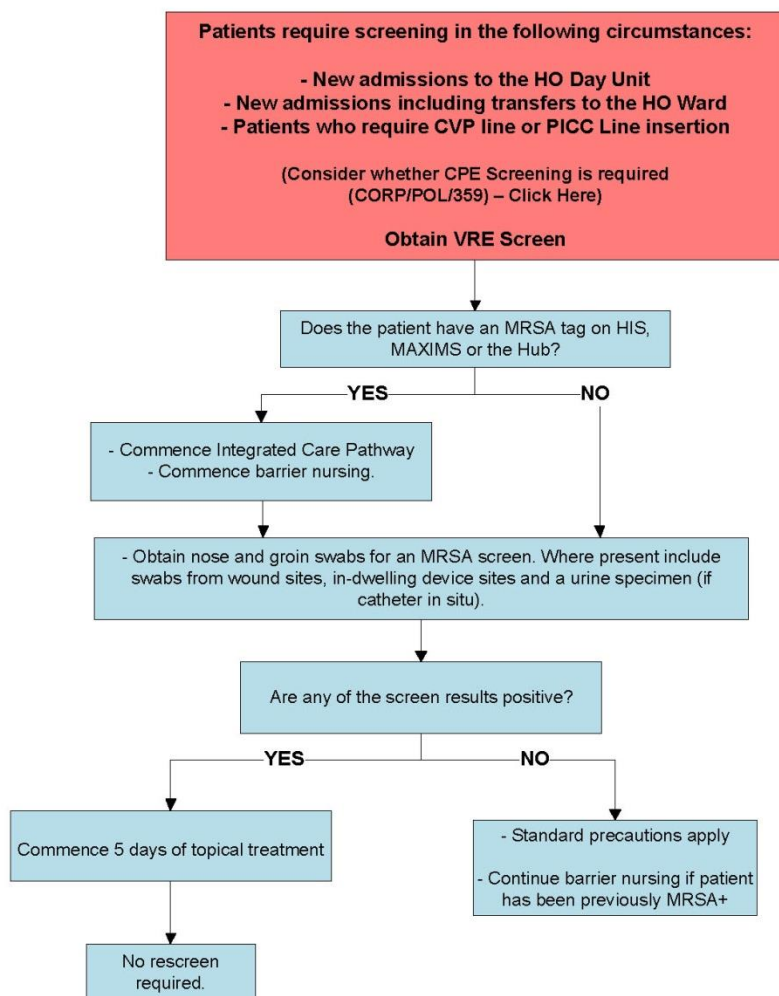 Patients require screening in the following circumstances:
- New admissions to the HO Day Unit
- New admissions including transfers to the HO Ward
- Patients who require CVP line or PICC Line insertion
(Consider whether CPE Screening is required
(CORP/POL/359) – Click Here)
Obtain VRE Screen
Does the patient have an MRSA tag on HIS,
MAXIMS or the Hub?
YES
NO
- Commence Integrated Care Pathway
- Commence barrier nursing.
- Obtain nose and groin swabs for an MRSA screen. Where present include
swabs from wound sites, in-dwelling device sites and a urine specimen (if
catheter in situ).
Are any of the screen results positive?
YES
NO
Commence 5 days of topical treatment
- Standard precautions apply
- Continue barrier nursing if patient
has been previously MRSA+
No rescreen
required.